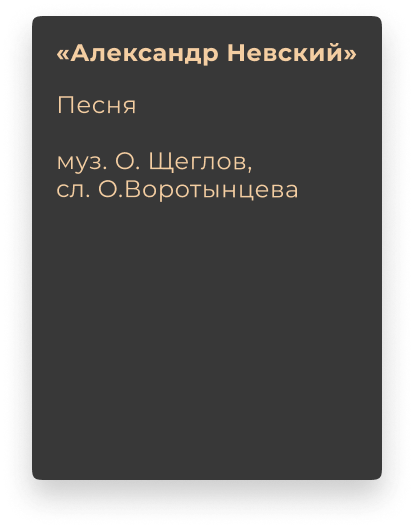 «Александр Невский»
Песня
муз. О. Щеглов,
сл. О.Воротынцева